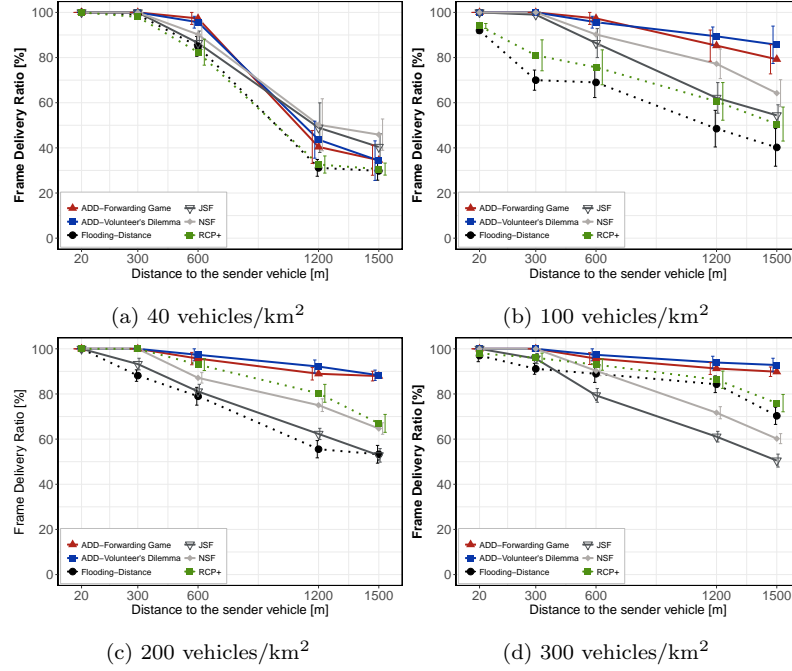 Frame Delivery Ratio [%]
100
80
60
40
20
0
ADD−Forwarding Game
ADD−Volunteer's Dilemma
Flooding−Distance
JSF
NSF
RCP+
20 300 600 1200 1500
Distance to the sender vehicle [m]
(a) 40 vehicles/km²
Frame Delivery Ratio [%]
100
80
60
40
20
0
ADD−Forwarding Game
ADD−Volunteer's Dilemma
Flooding−Distance
JSF
NSF
RCP+
20 300 600 1200 1500
Distance to the sender vehicle [m]
(b) 100 vehicles/km²
Frame Delivery Ratio [%]
100
80
60
40
20
0
ADD−Forwarding Game
ADD−Volunteer's Dilemma
Flooding−Distance
JSF
NSF
RCP+
20 300 600 1200 1500
Distance to the sender vehicle [m]
(c) 200 vehicles/km²
Frame Delivery Ratio [%]
100
80
60
40
20
0
ADD−Forwarding Game
ADD−Volunteer's Dilemma
Flooding−Distance
JSF
NSF
RCP+
20 300 600 1200 1500
Distance to the sender vehicle [m]
(d) 300 vehicles/km²